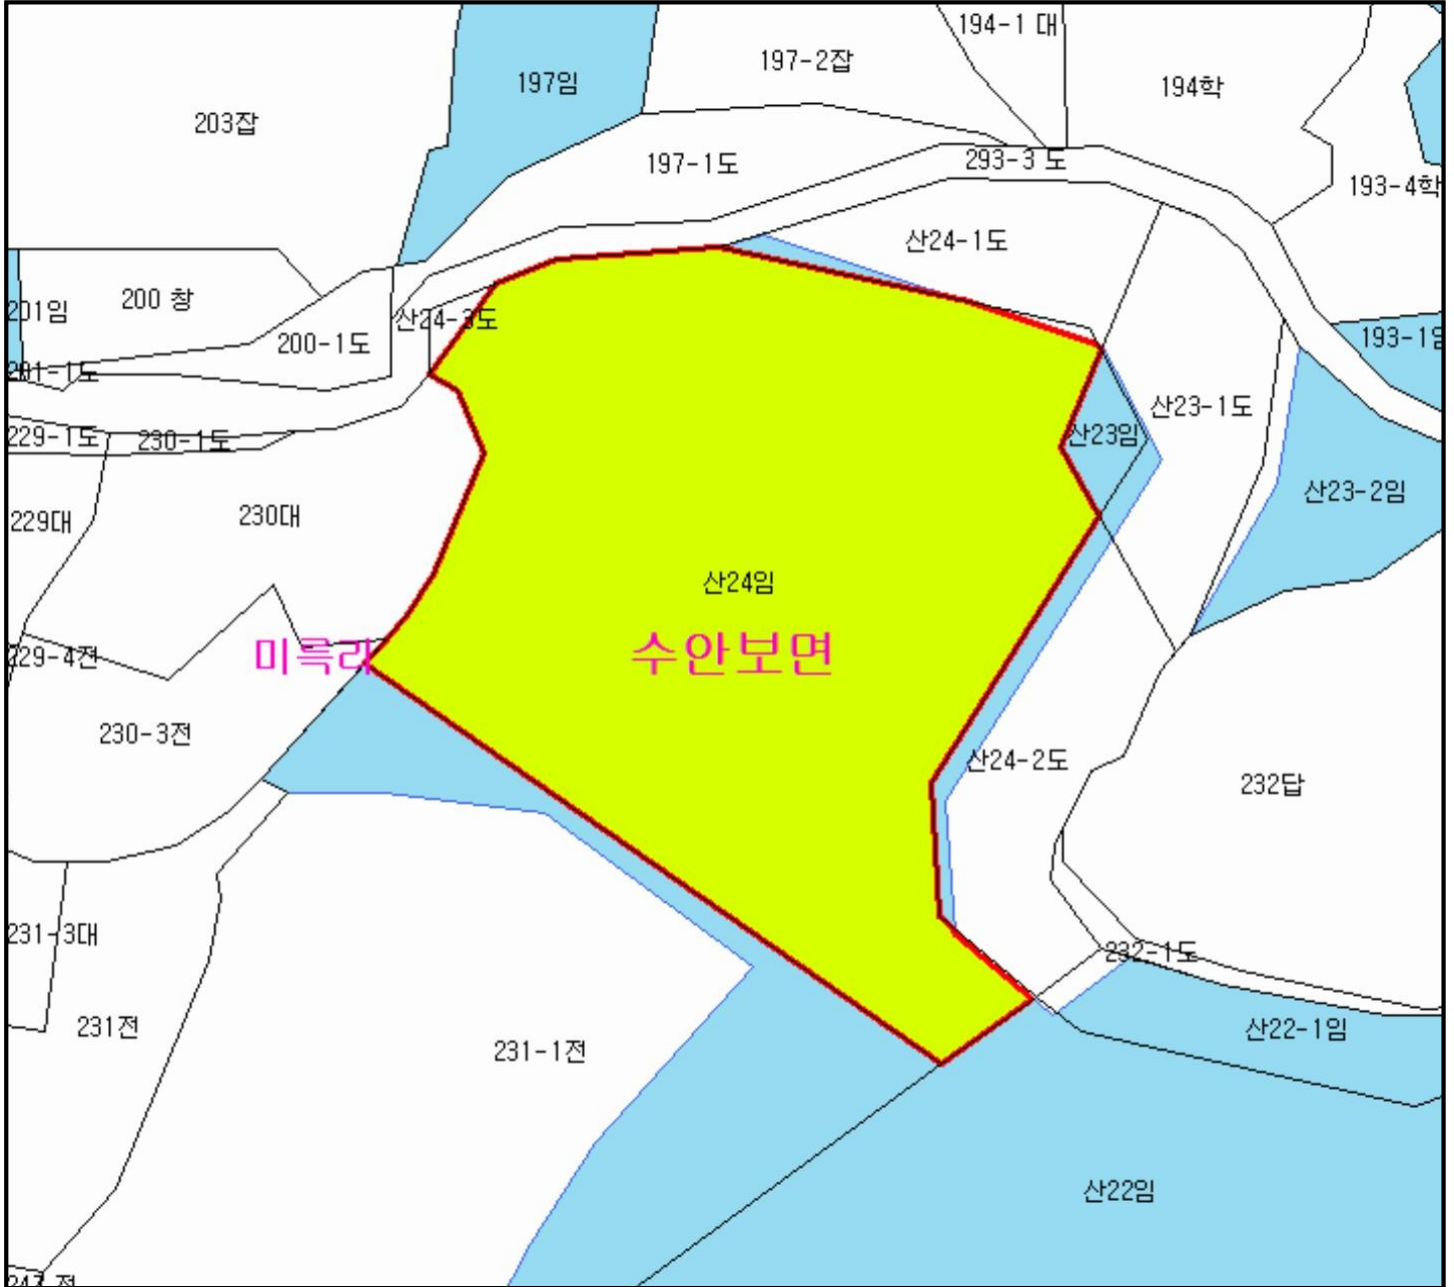 194-1 대
197-2잡
197임
194학
203잡
293-3 도
197-1도
193-4학
산24-1도
200 창
201임
산24-3도
200-1도
193-1임
201-1도
산23-1도
산23임
229-1도
230-1도
산23-2임
229대
230대
산24임
미륵리
수안보면
229-4전
230-3전
산24-2도
232답
231-3대
232-1도
231전
산22-1임
231-1전
산22임